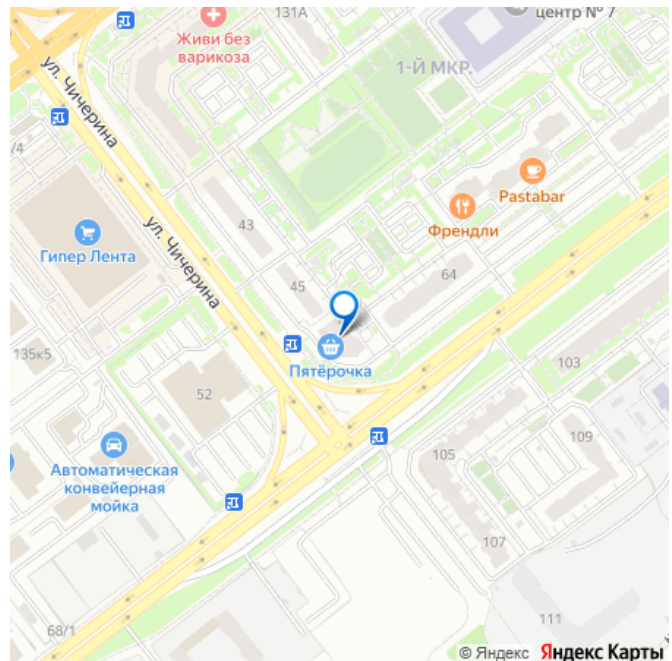 131А
центр № 7
Живи без
варикоза
1-Й МКР.
ул. Чичерина
/4
Pastabar
43
Френдли
ул. Чичерина
Гипер Лента
64
45
135к5
Пятёрочка
103
52
109
105
Автоматическая
конвейерная
мойка
107
111
68/1
© Яндекс Яндекс Карты